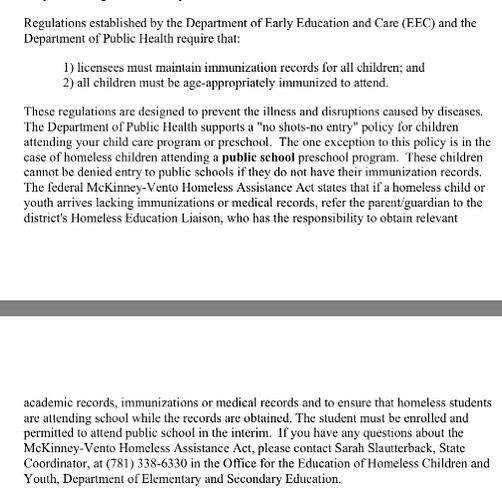 Regulations established by the Department of Early Education and Care (EEC) and the
Department of Public Health require that:
1) licensees must maintain immunization records for all children; and
2) all children must be age-appropriately immunized to attend.
These regulations are designed to prevent the illness and disruptions caused by diseases.
The Department of Public Health supports a "no shots-no entry" policy for children
attending your child care program or preschool.  The one exception to this policy is in the
case of homeless children attending a public school preschool program.  These children
cannot be denied entry to public schools if they do not have their immunization records.
The federal McKinney-Vento Homeless Assistance Act states that if a homeless child or
youth arrives lacking immunizations or medical records, refer the parent/guardian to the
district's Homeless Education Liaison, who has the responsibility to obtain relevant
academic records, immunizations or medical records and to ensure that homeless students
are attending school while the records are obtained. The student must be enrolled and
permitted to attend public school in the interim.  If you have any questions about the
McKinney-Vento Homeless Assistance Act, please contact Sarah Slautterback, State
Coordinator, at (781) 338-6330 in the Office for the Education of Homeless Children and
Youth, Department of Elementary and Secondary Education.